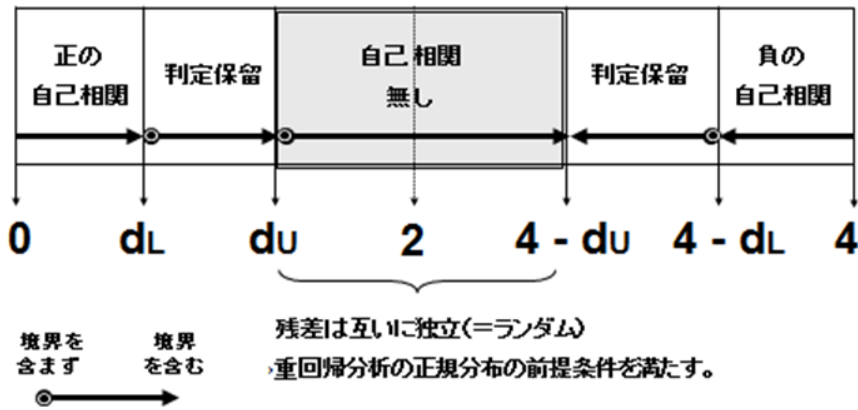 正の
自己相関
判定保留
自己相関
無し
判定保留
負の
自己相関
0 dL dU 2 4 - dU 4 - dL 4
境界を
含まず
境界
を含む
残差は互いに独立(=ランダム)
›重回帰分析の正規分布の前提条件を満たす。